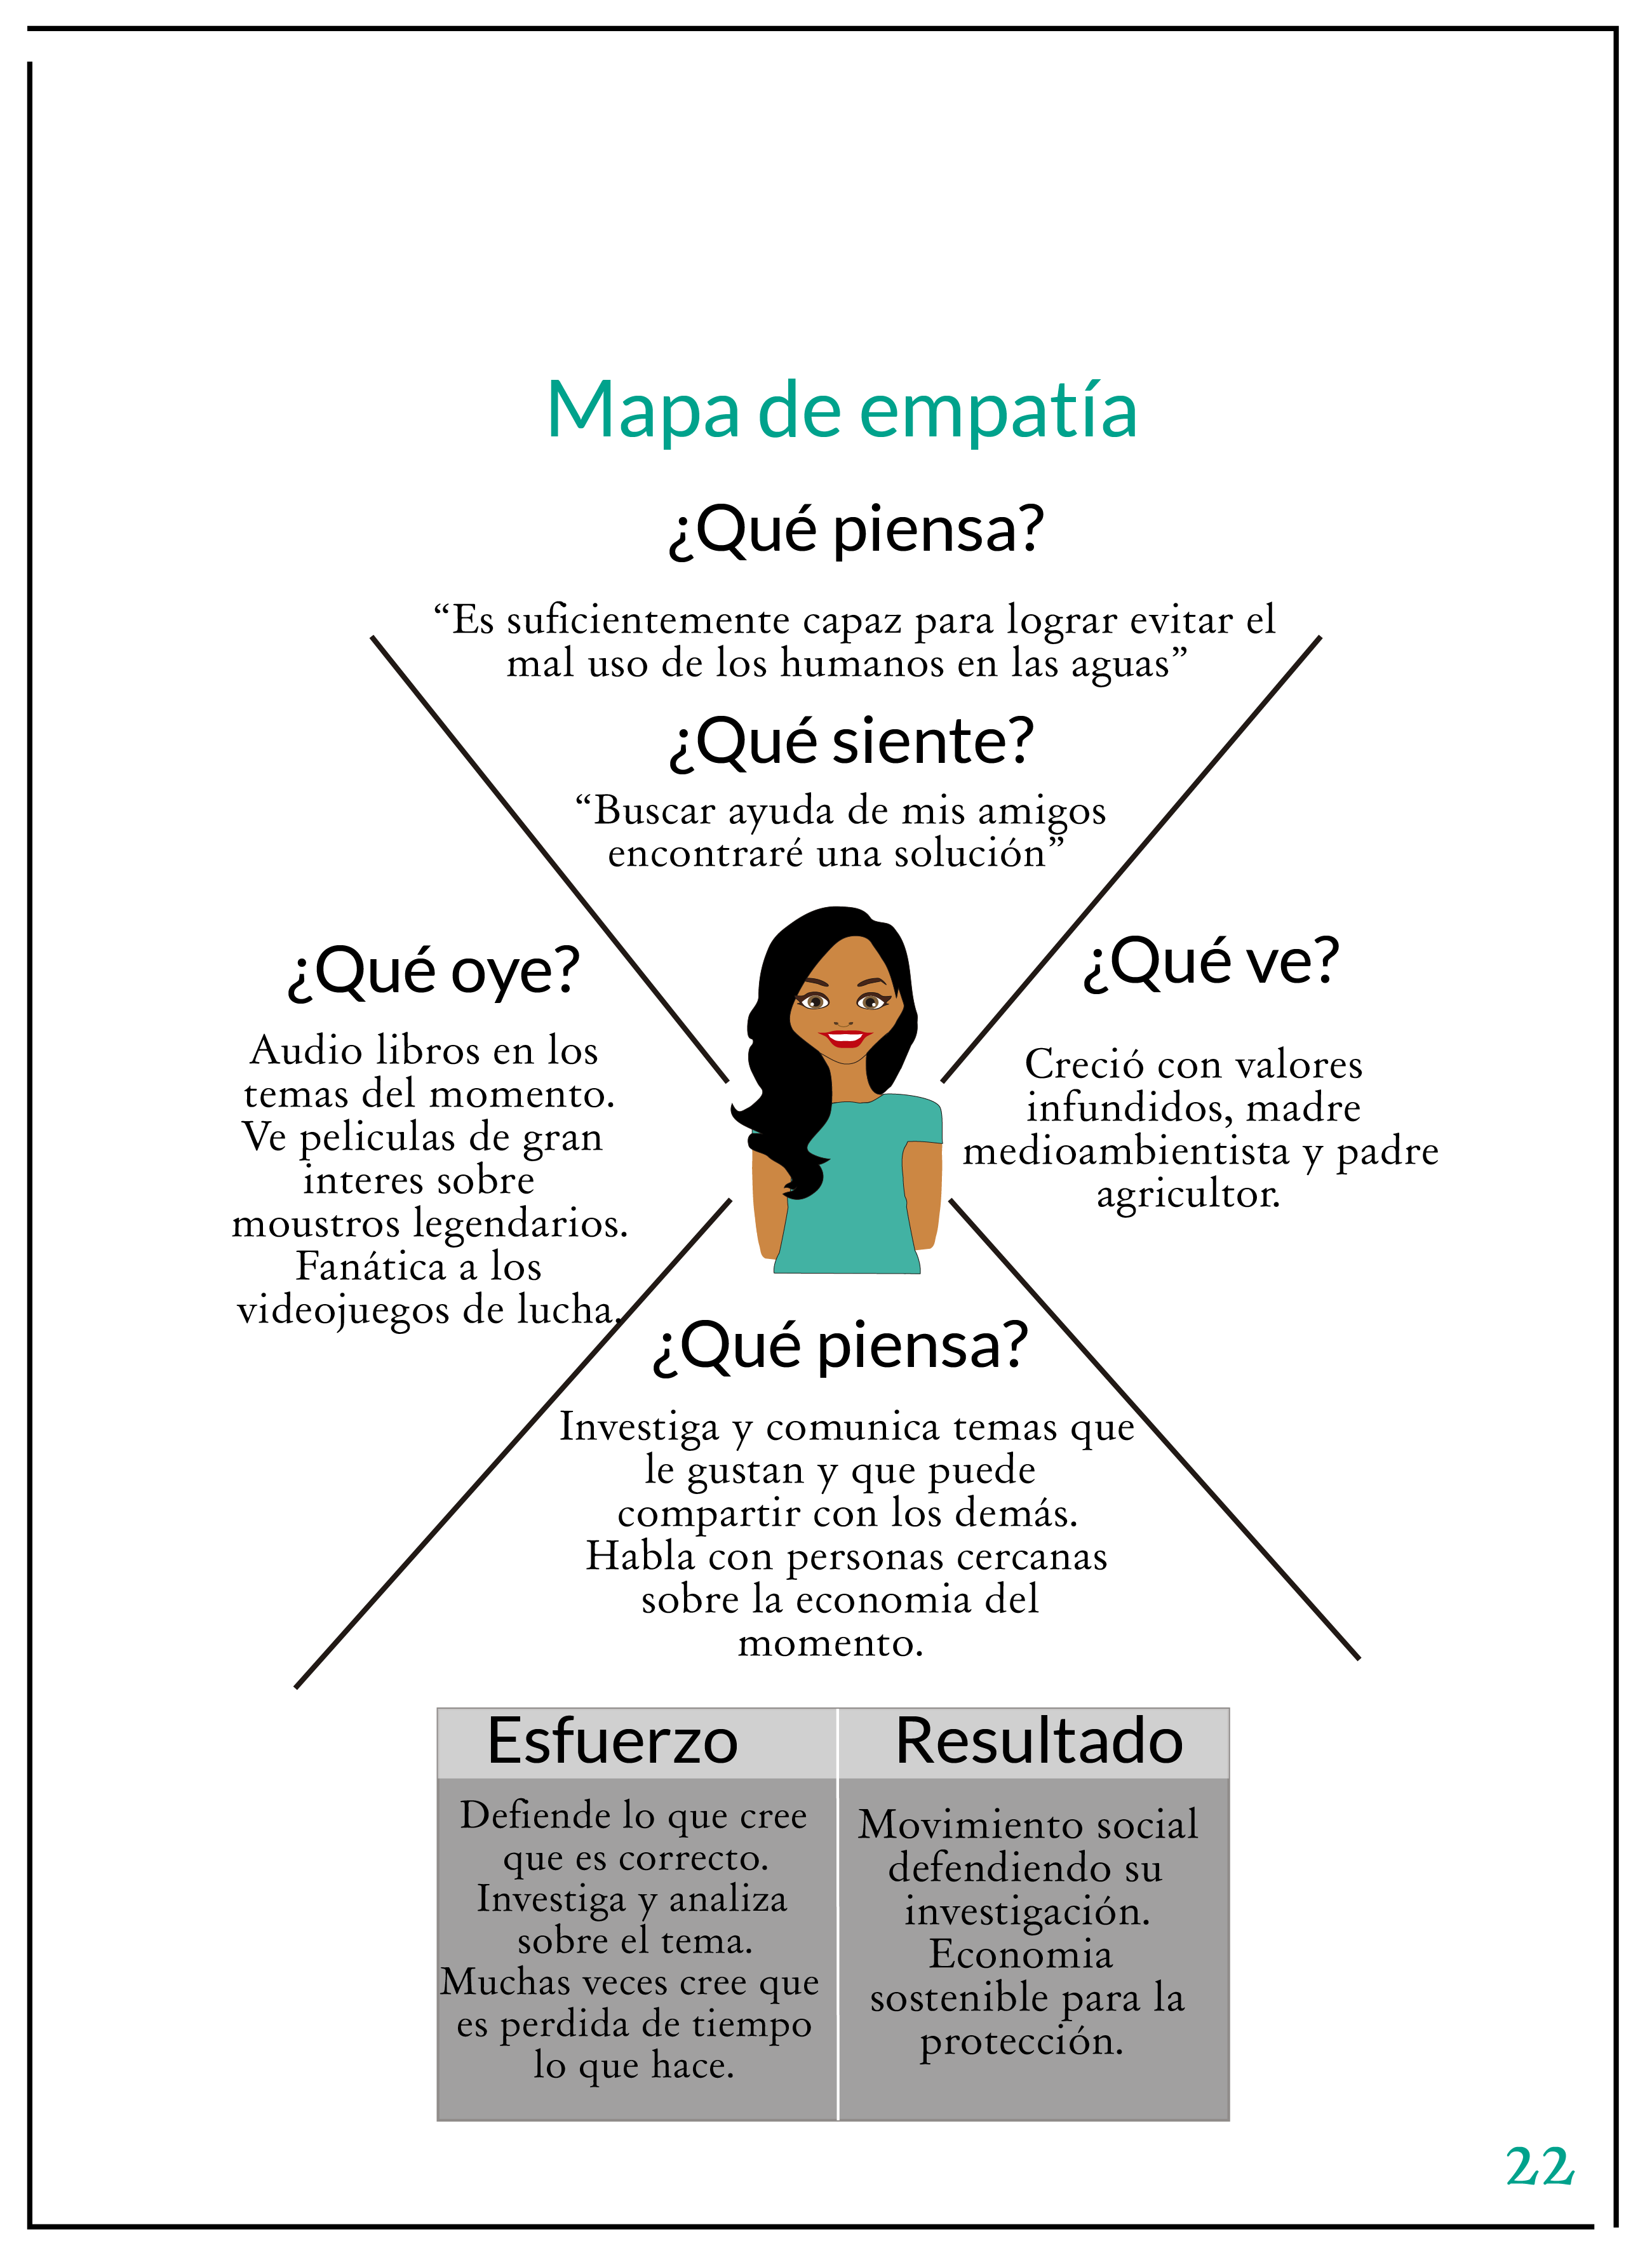 Mapa de empatía
¿Qué piensa?
“Es suficientemente capaz para lograr evitar el
mal uso de los humanos en las aguas”
¿Qué siente?
“Buscar ayuda de mis amigos
encontraré una solución”
¿Qué oye?
Audio libros en los
temas del momento.
Ve peliculas de gran
interes sobre
moustros legendarios.
Fanática a los
videojuegos de lucha.
¿Qué ve?
Creció con valores
infundidos, madre
medioambientista y padre
agricultor.
¿Qué piensa?
Investiga y comunica temas que
le gustan y que puede
compartir con los demás.
Habla con personas cercanas
sobre la economia del
momento.
Esfuerzo
Defiende lo que cree
que es correcto.
Investiga y analiza
sobre el tema.
Muchas veces cree que
es perdida de tiempo
lo que hace.
Resultado
Movimiento social
defendiendo su
investigación.
Economia
sostenible para la
protección.
22